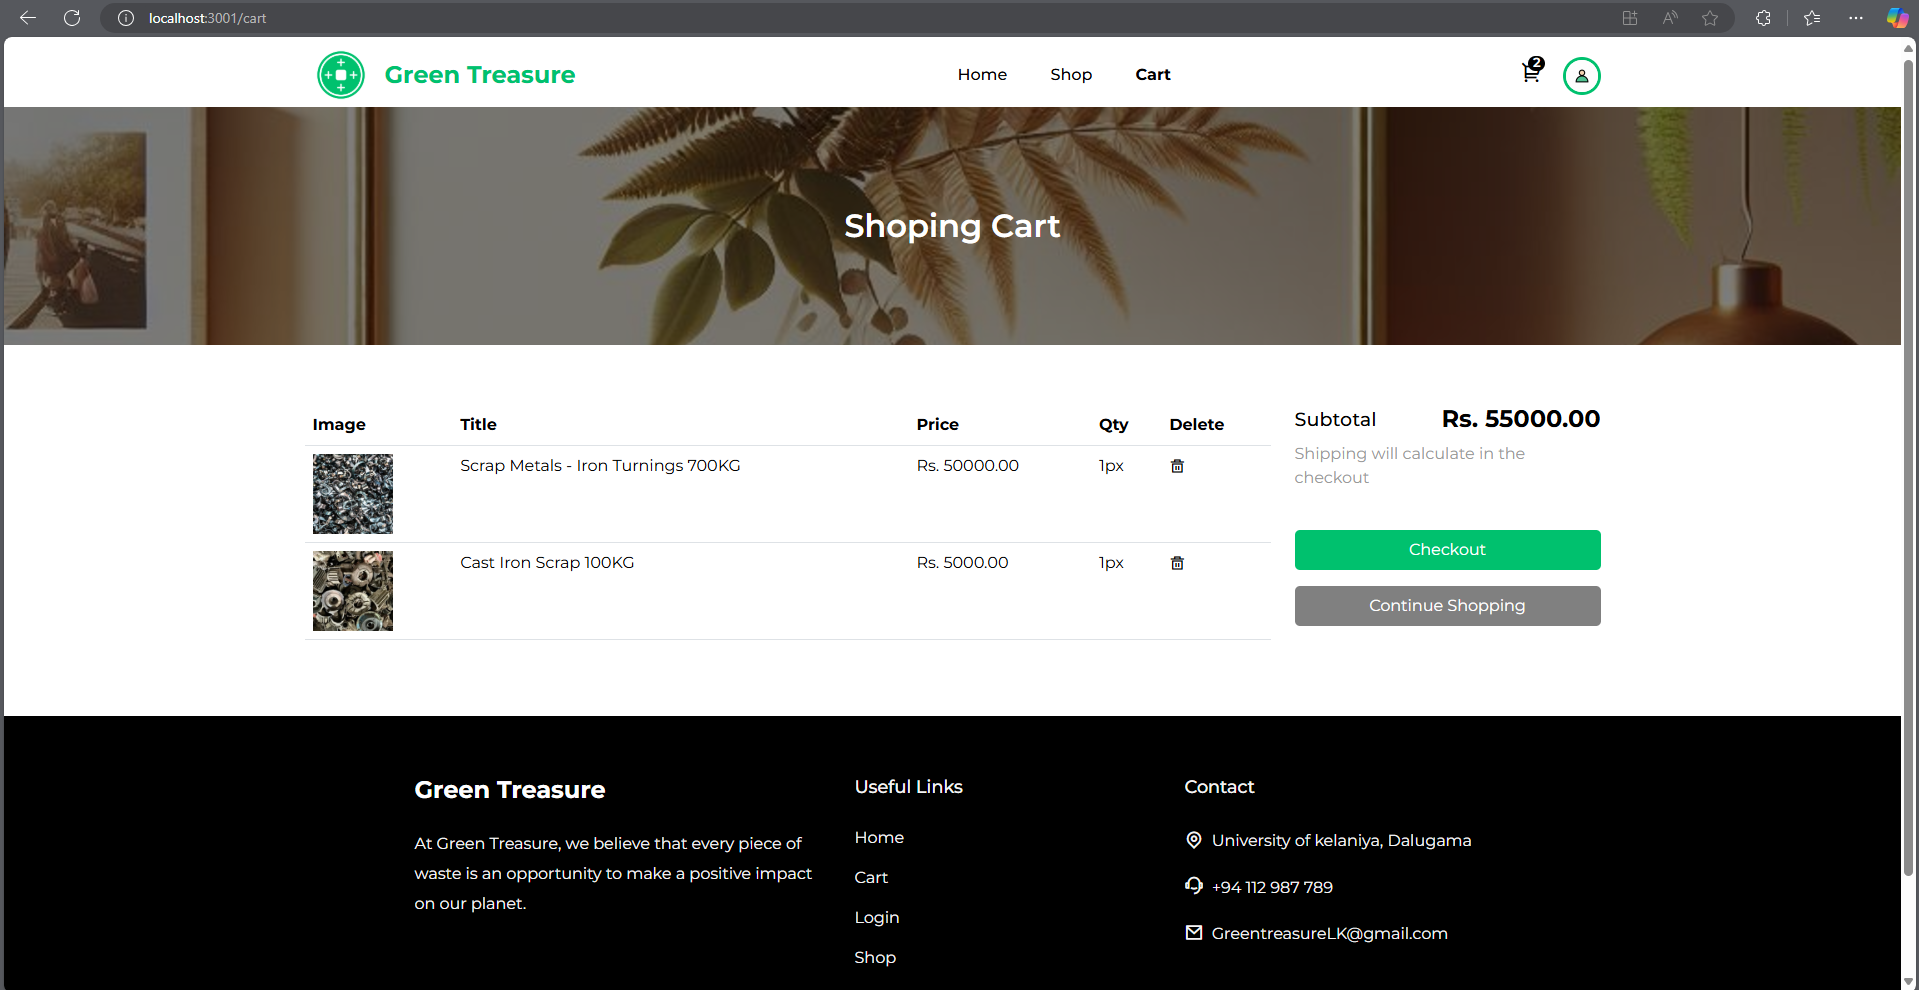 localhost:3001/cart
Green Treasure
Home
Shop
Cart
2
Shoping Cart
Image
Title
Price
Qty
Delete
Scrap Metals - Iron Turnings 700KG
Rs. 50000.00
1px
Cast Iron Scrap 100KG
Rs. 5000.00
1px
Subtotal
Rs. 55000.00
Shipping will calculate in the
checkout
Checkout
Continue Shopping
Green Treasure
At Green Treasure, we believe that every piece of
waste is an opportunity to make a positive impact
on our planet.
Useful Links
Home
Cart
Login
Shop
Contact
University of kelaniya, Dalugama
+94 112 987 789
GreentreasureLK@gmail.com